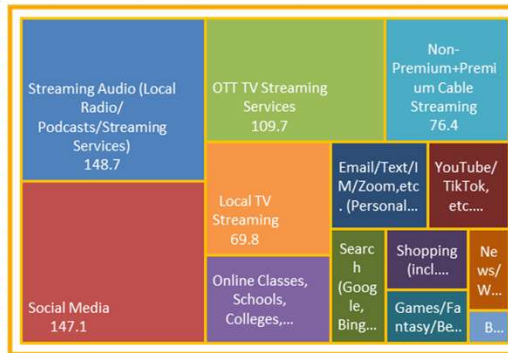 Streaming Audio (Local
Radio/
Podcasts/Streaming
Services)
148.7
Social Media
147.1
OTT TV Streaming
Services
109.7
Non-
Premium+Premi
um Cable
Streaming
76.4
Local TV
Streaming
69.8
Online Classes,
Schools,
Colleges,...
Email/Text/I
M/Zoom,etc
. (Personal...
YouTube/
TikTok,
etc....
Searc
h
(Goog
le,
Bing...
Shopping
(incl....
Games/Fa
ntasy/Be...
Ne
ws/
W...
B...